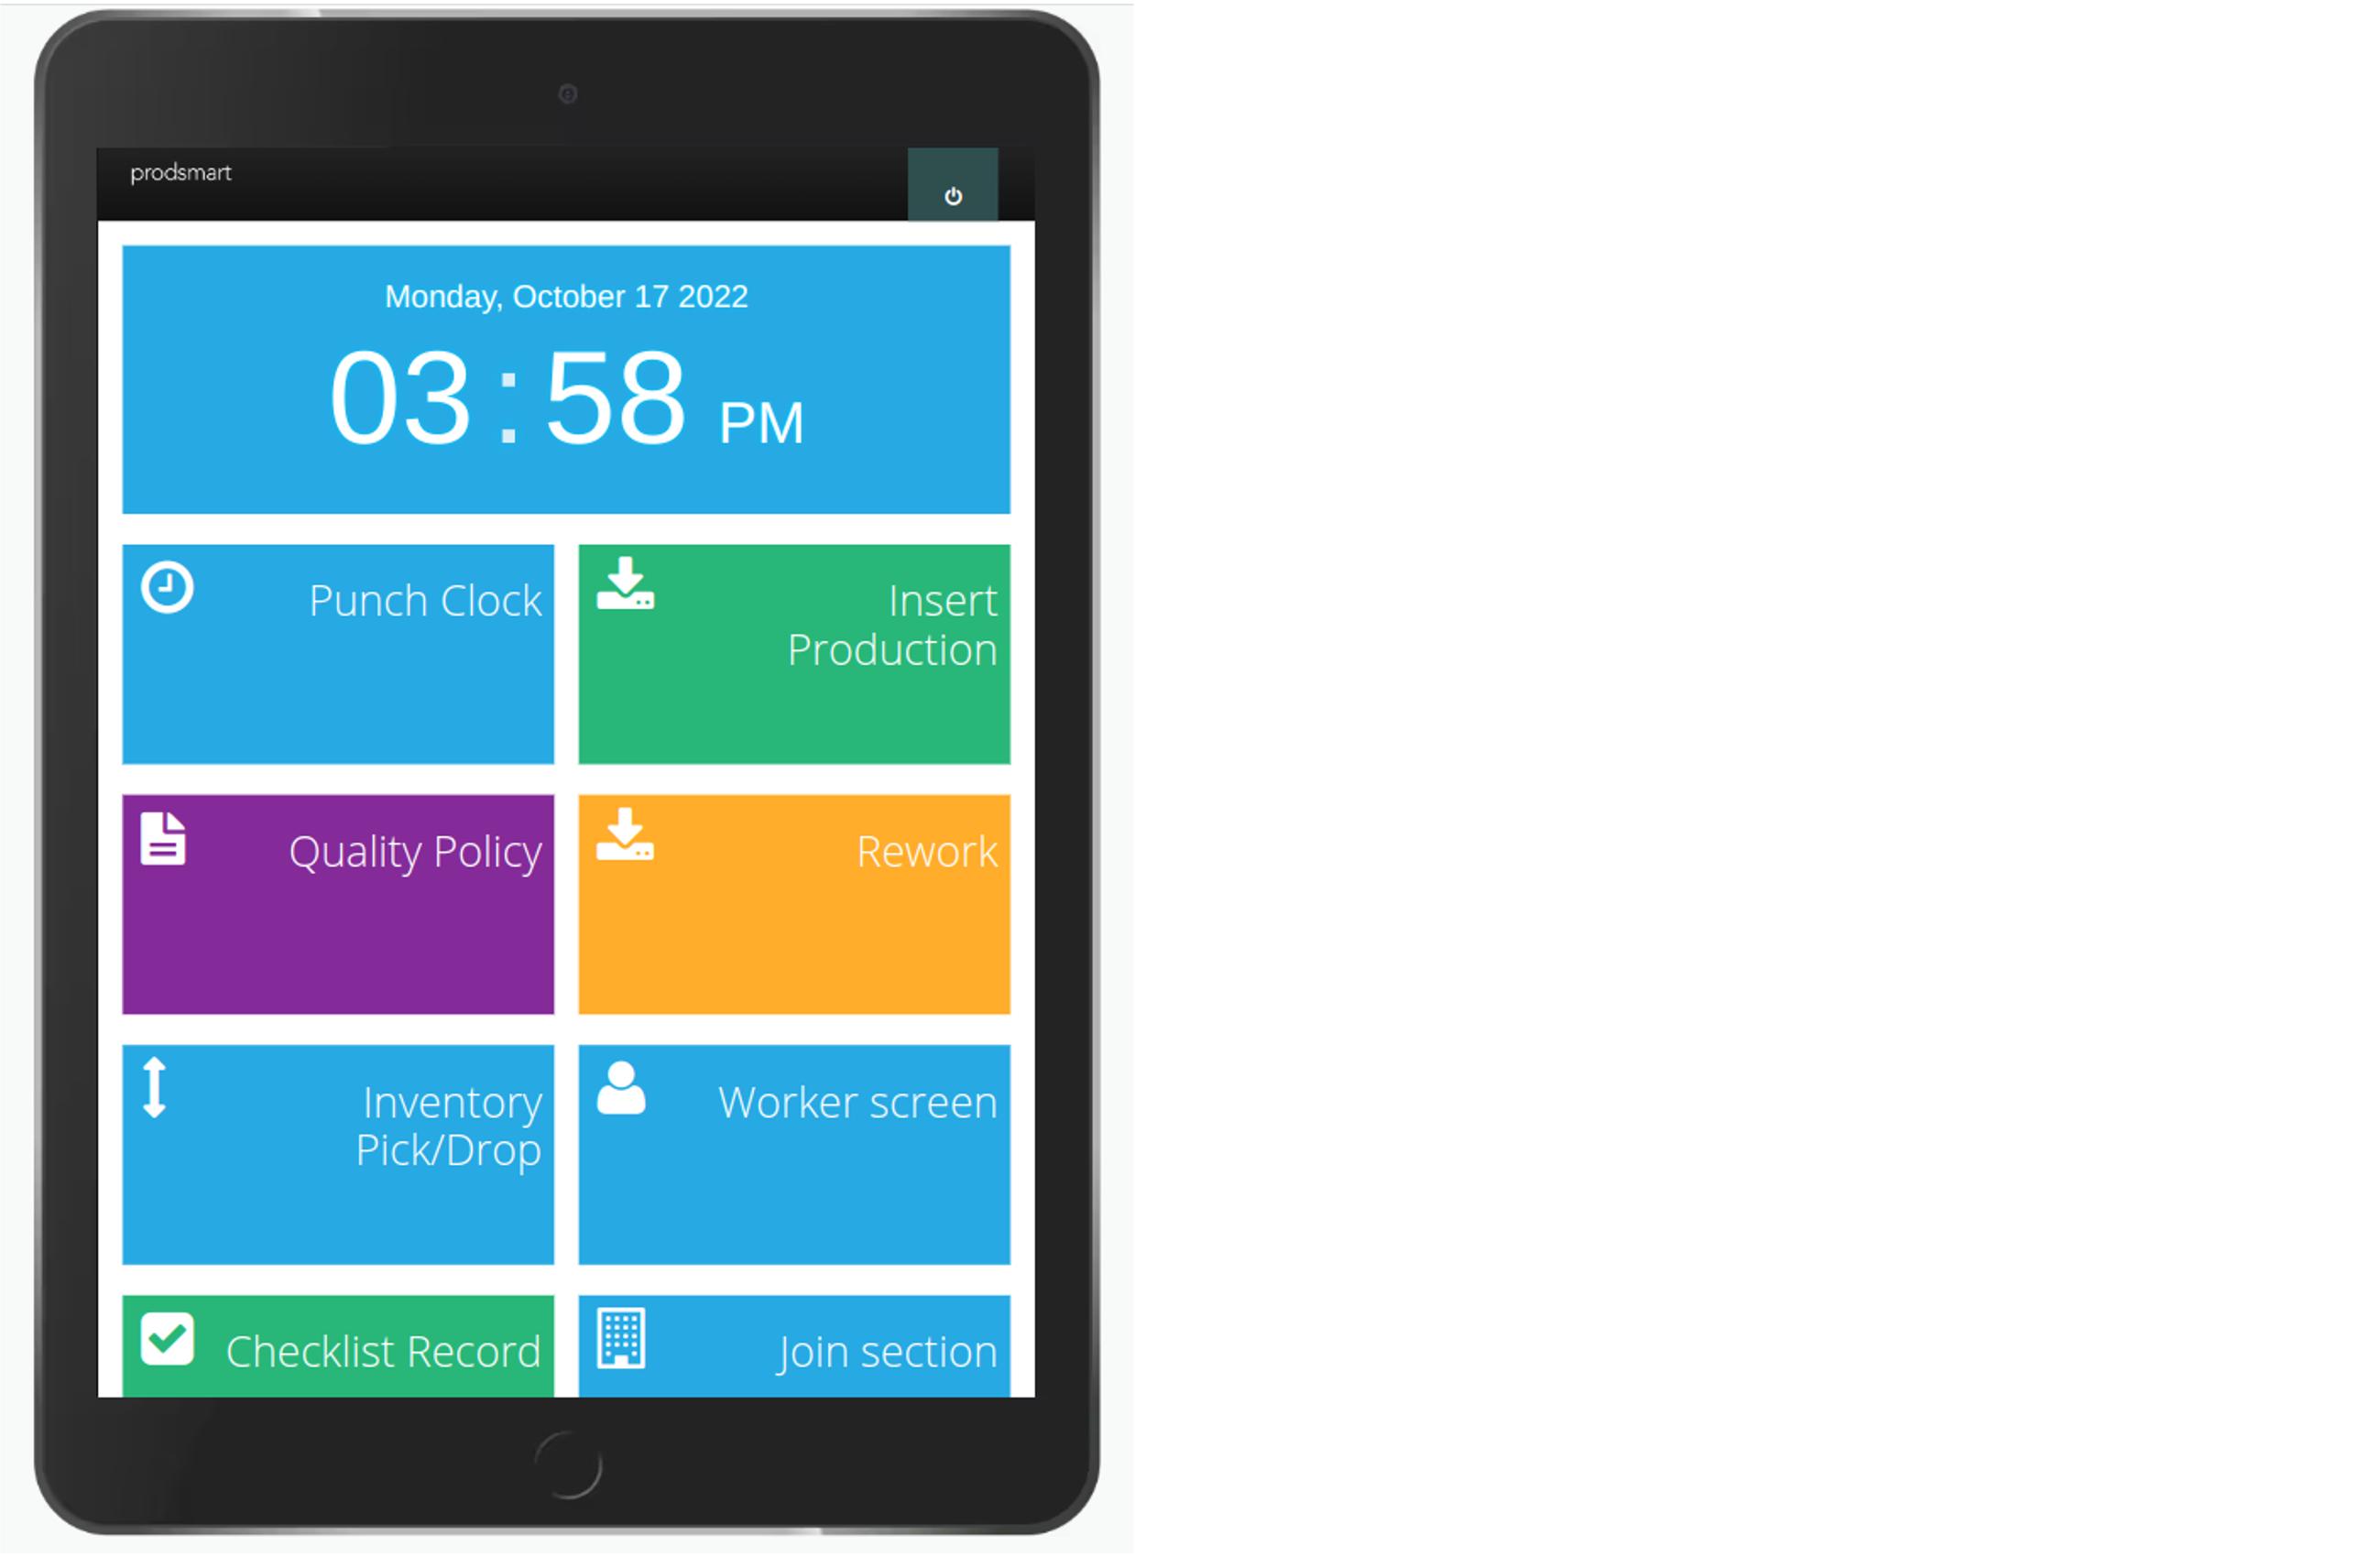 prodsmart
Monday, October 17 2022
03:58 PM
Punch Clock
Insert
Production
Quality Policy
Rework
Inventory
Pick/Drop
Worker screen
Checklist Record
Join section